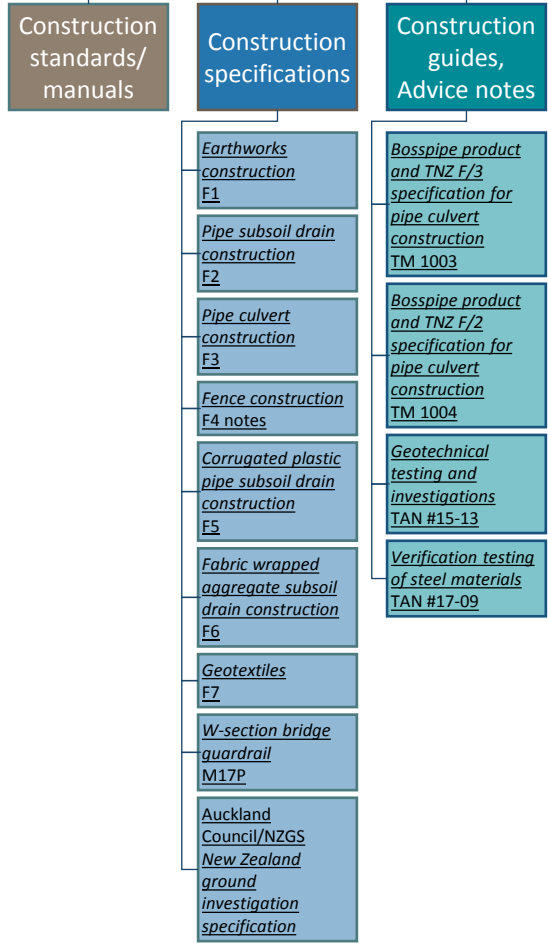 Construction
standards/
manuals
Construction
specifications
Earthworks
construction
F1
Pipe subsoil drain
construction
F2
Pipe culvert
construction
F3
Fence construction
F4 notes
Corrugated plastic
pipe subsoil drain
construction
F5
Fabric wrapped
aggregate subsoil
drain construction
F6
Geotextiles
F7
W-section bridge
guardrail
M17P
Auckland
Council/NZGS
New Zealand
ground
investigation
specification
Construction
guides,
Advice notes
Bosspipe product
and TNZ F/3
specification for
pipe culvert
construction
TM 1003
Bosspipe product
and TNZ F/2
specification for
pipe culvert
construction
TM 1004
Geotechnical
testing and
investigations
TAN #15-13
Verification testing
of steel materials
TAN #17-09